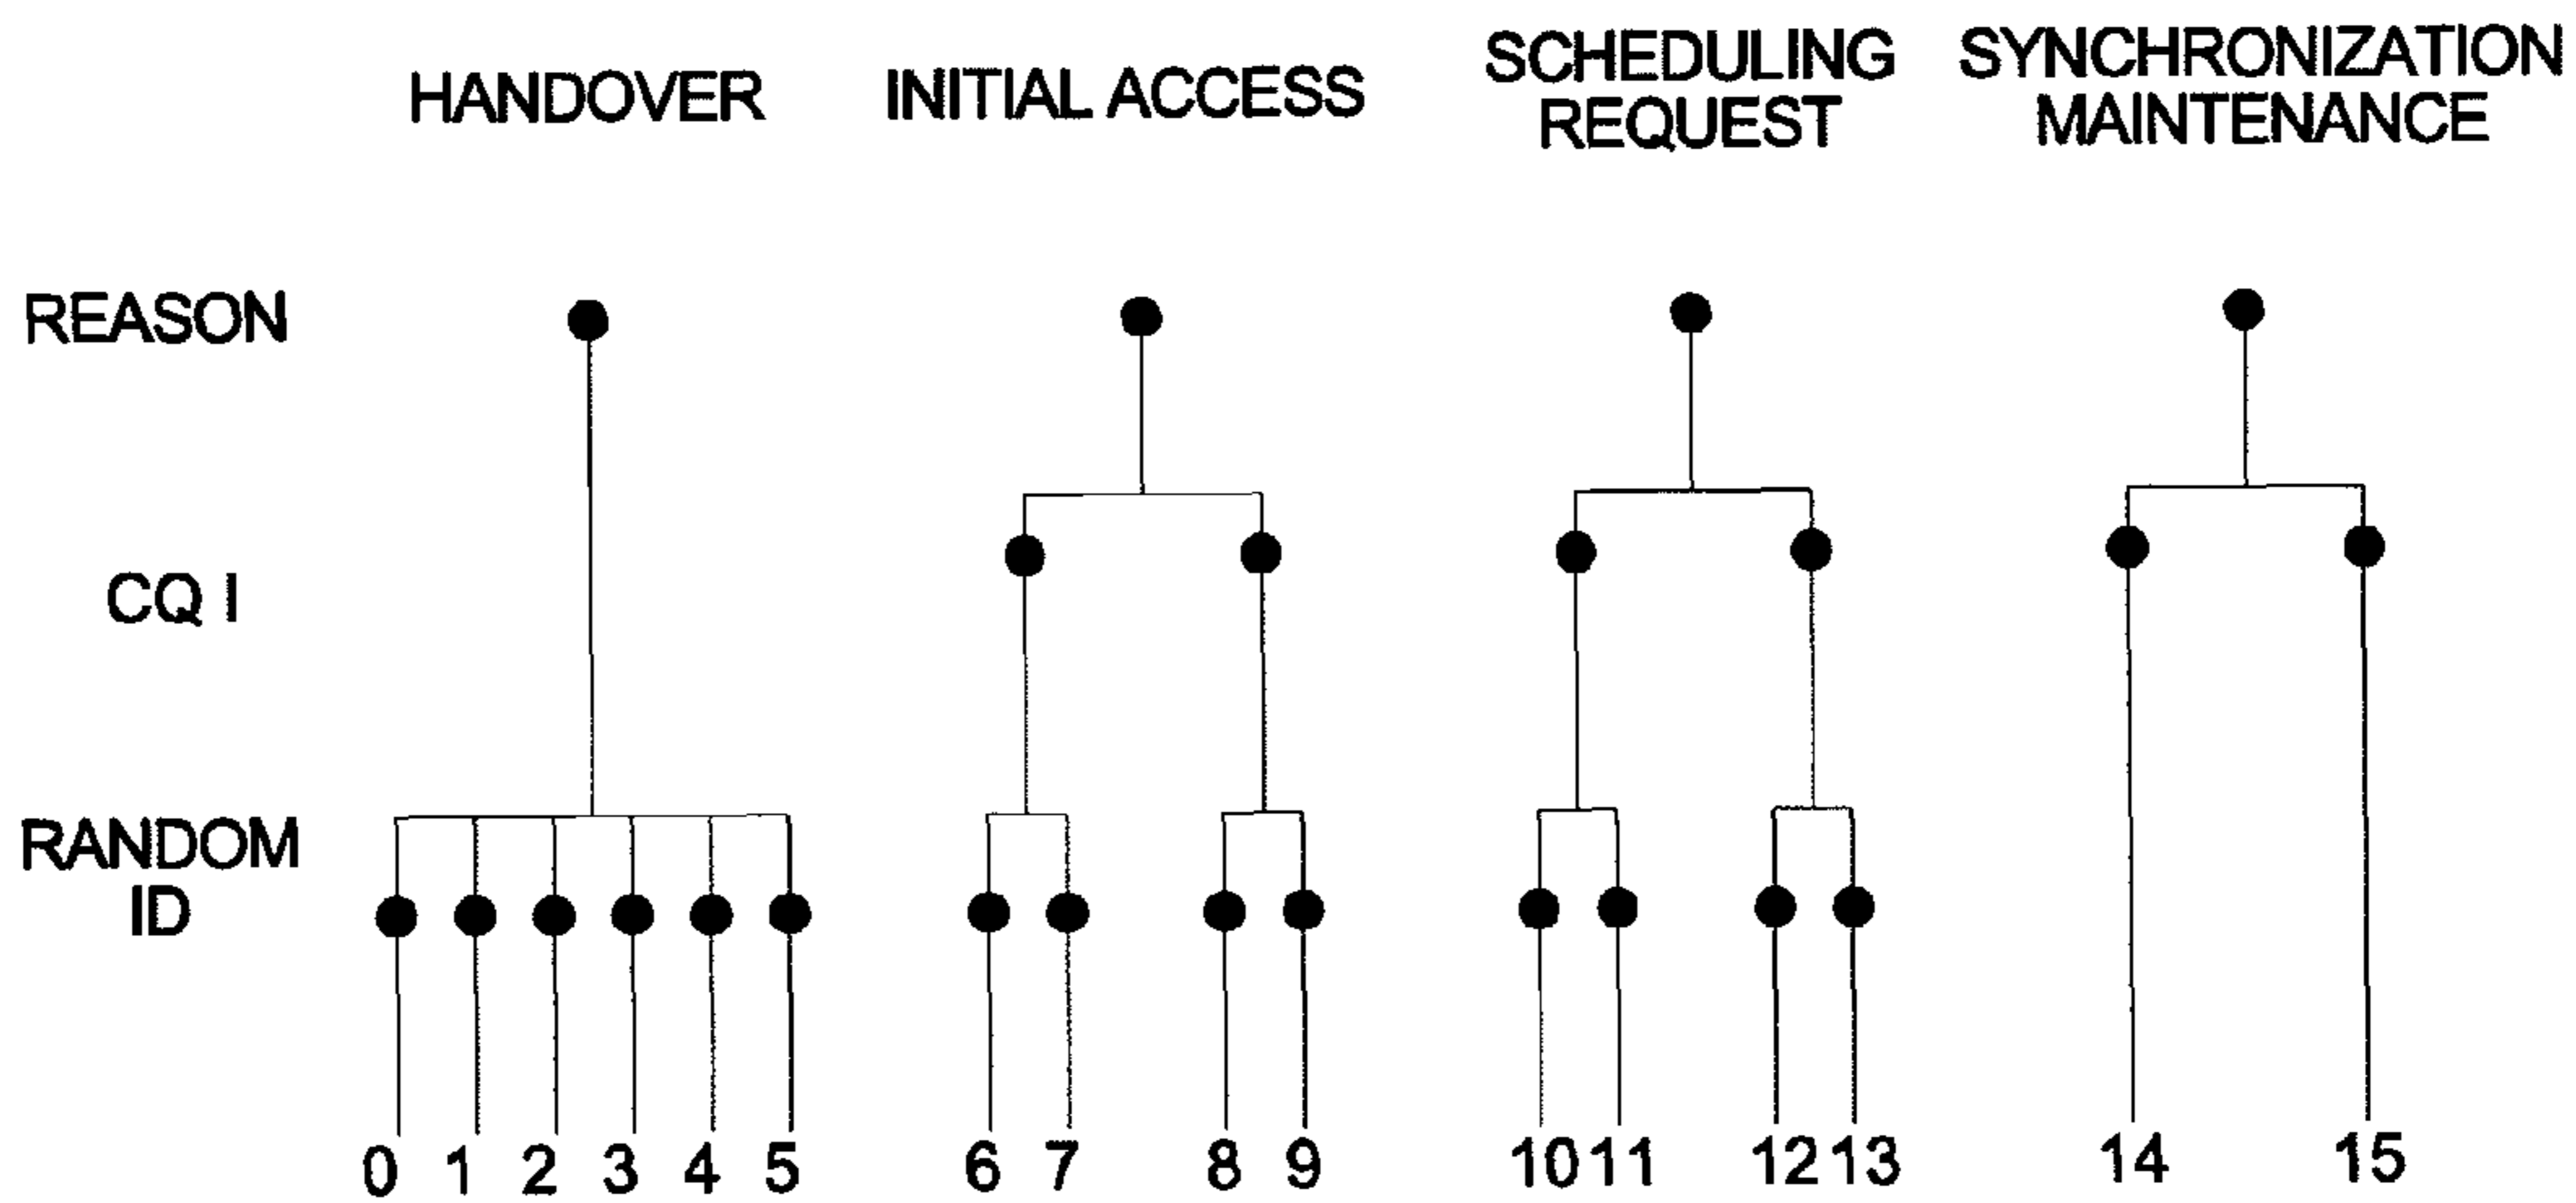 HANDOVER
INITIAL ACCESS
SCHEDULING
REQUEST
SYNCHRONIZATION
MAINTENANCE
REASON
CQ I
RANDOM
ID
0 1 2 3 4 5 6 7 8 9 10 11 12 13 14 15